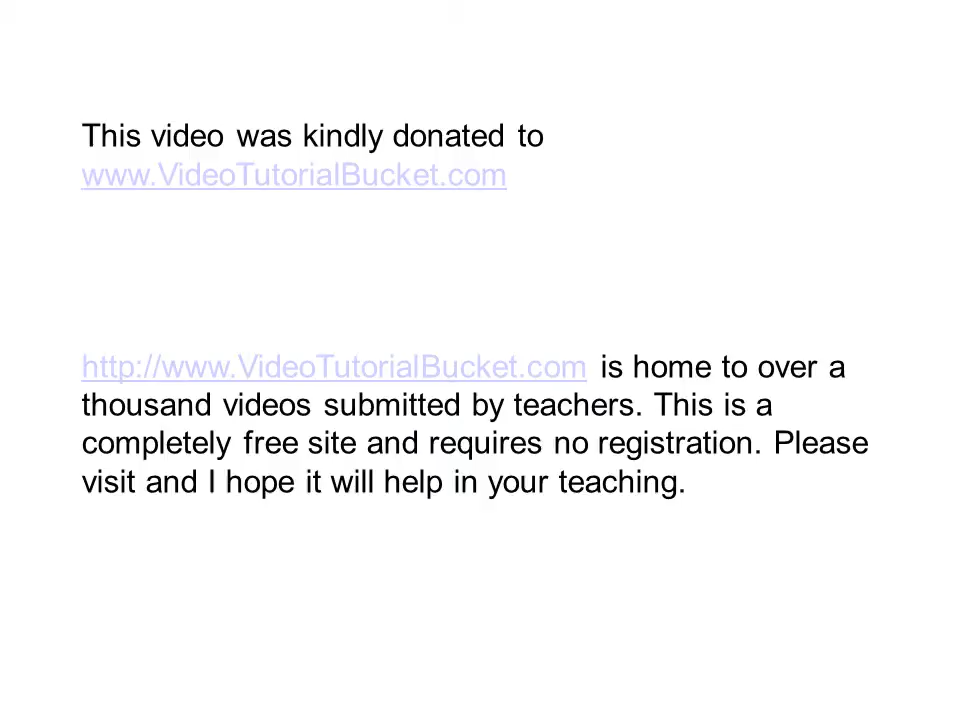 This video was kindly donated to
www.VideoTutorialBucket.com
http://www.VideoTutorialBucket.com is home to over a
thousand videos submitted by teachers. This is a
completely free site and requires no registration. Please
visit and I hope it will help in your teaching.